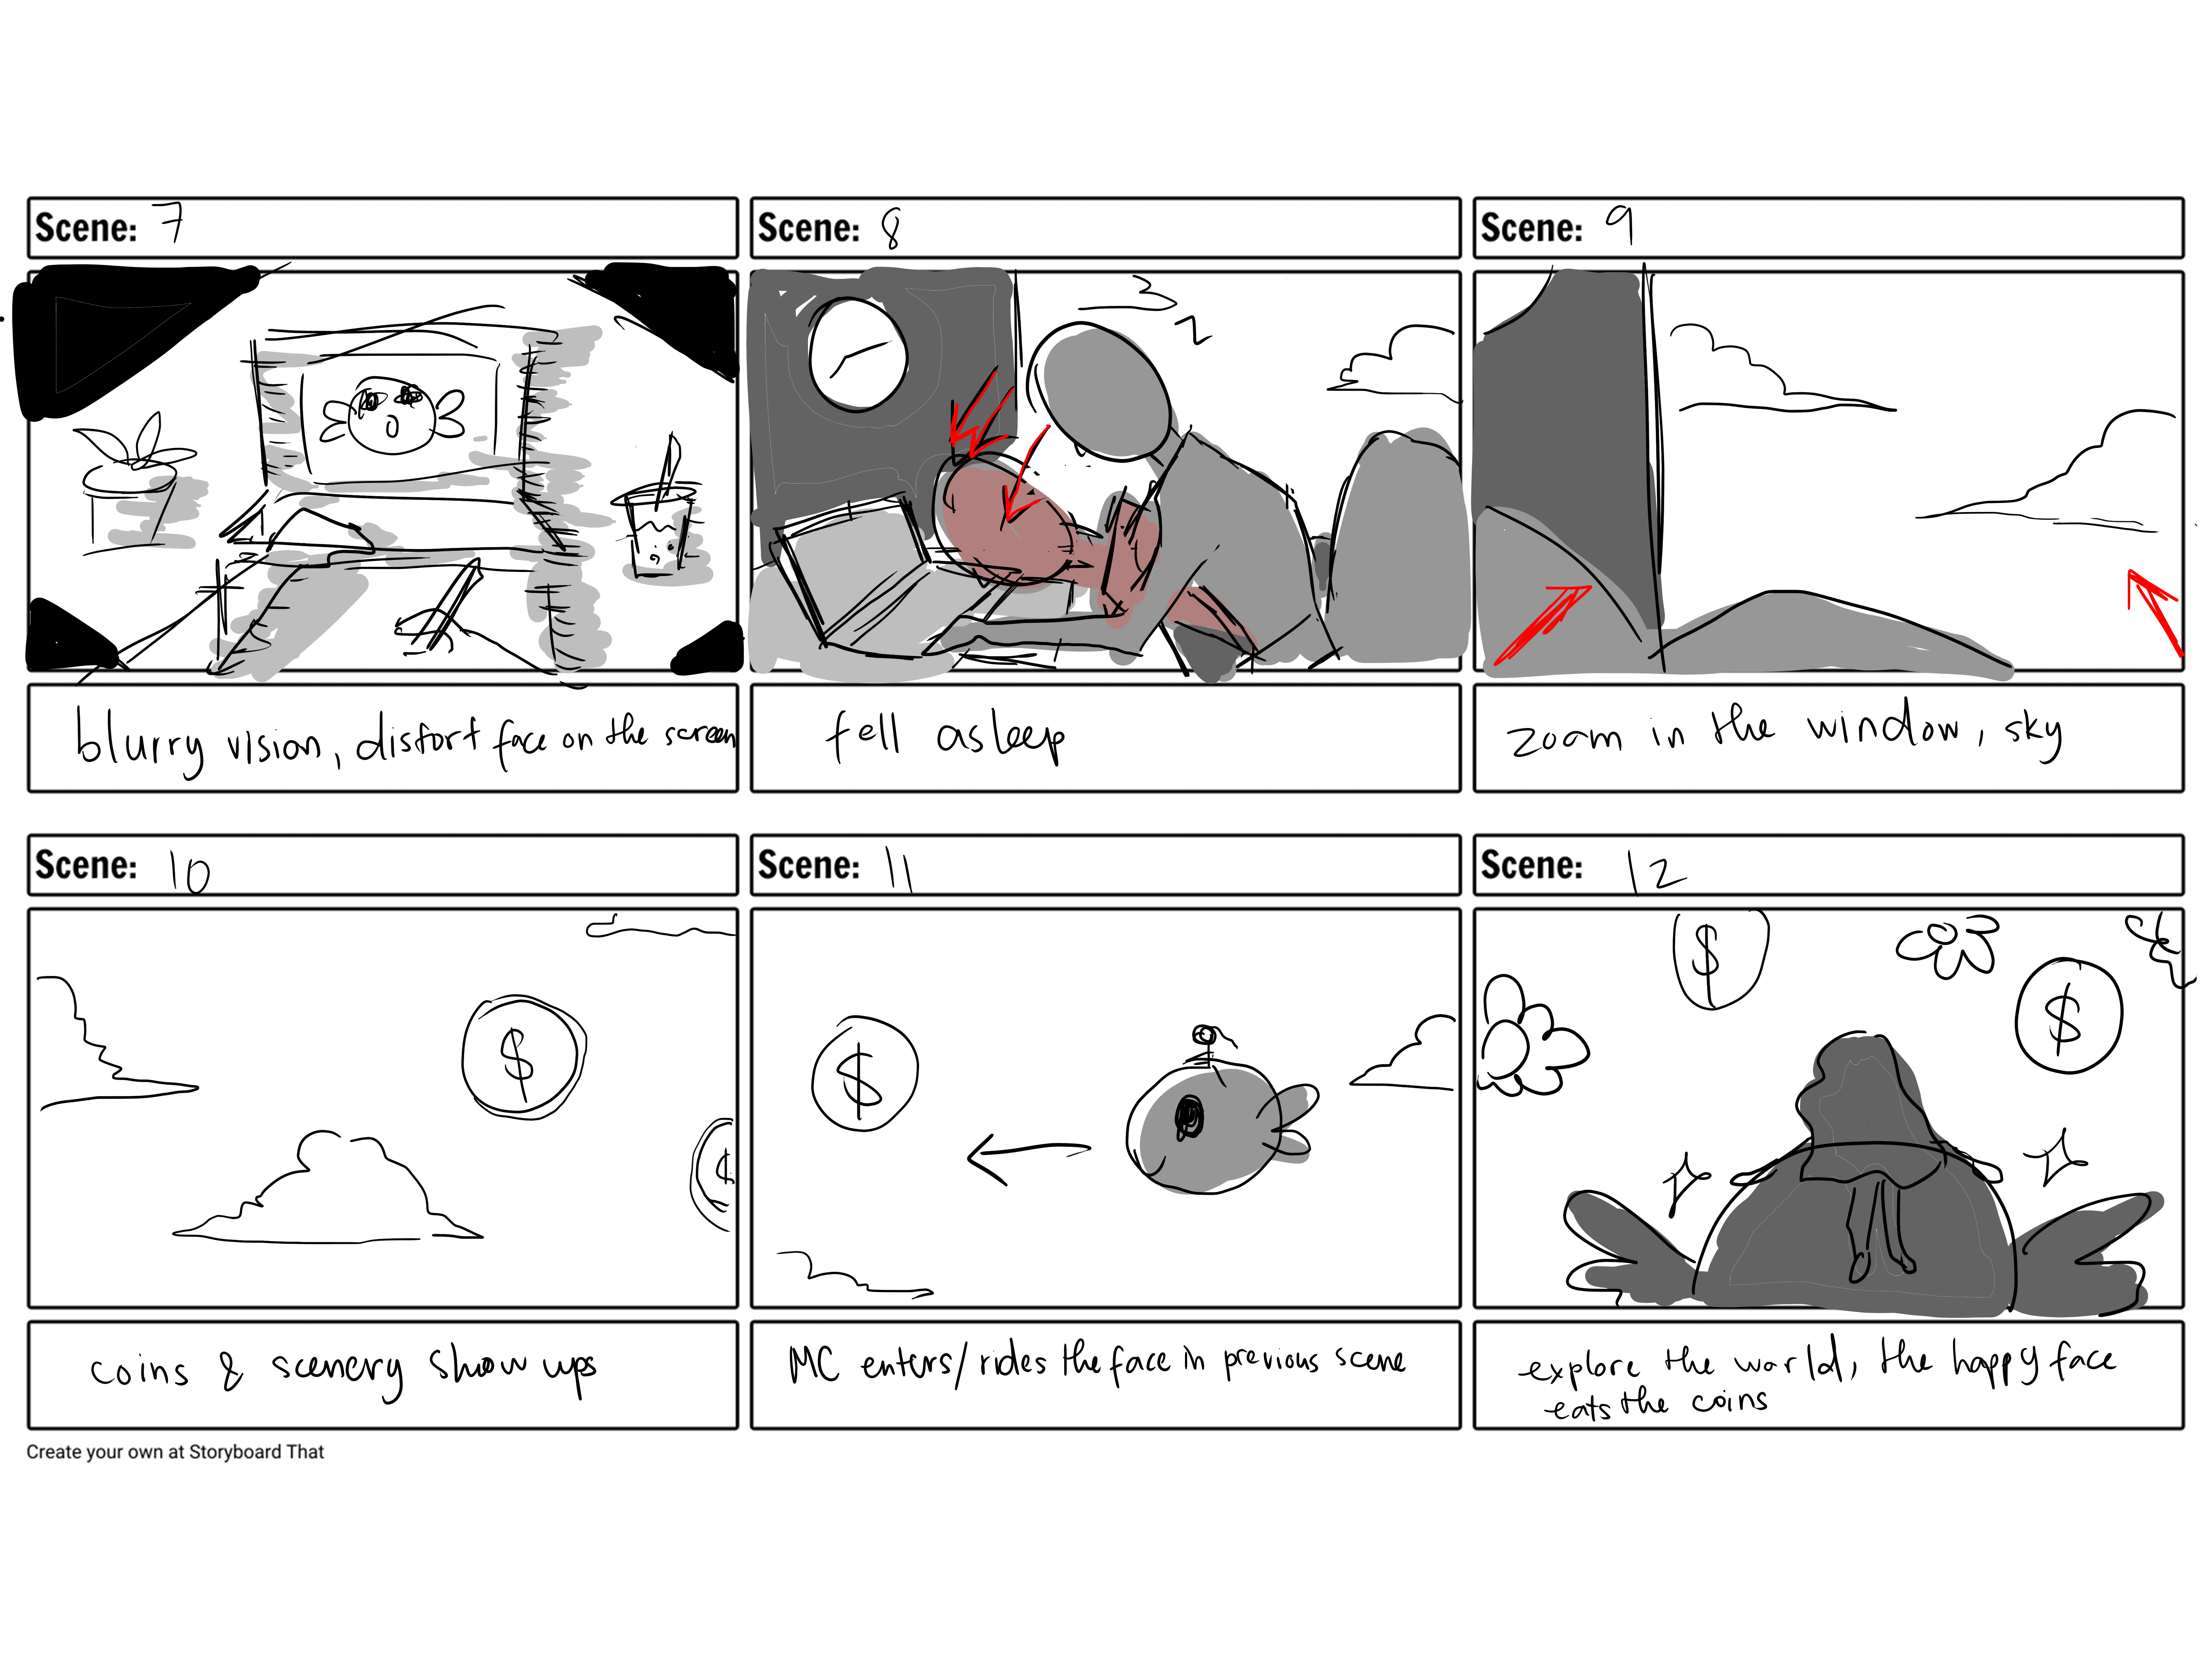 Scene: 7
Scene: 8
Scene: 9
blurry vision, distort face on the screen
fell asleep
zoom in the window, sky
Scene: 10
Scene: 11
Scene: 12
$
$
$
$
coins & scenery show ups
MC enters/rides the face in previous scene
explore the world, the happy face
eats the coins
Create your own at Storyboard That